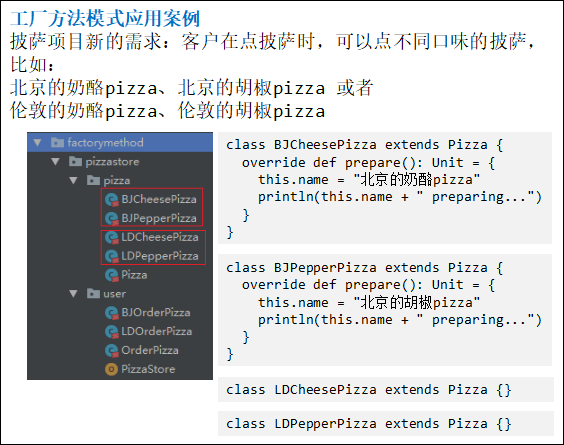 工厂方法模式应用案例
披萨项目新的需求：客户在点披萨时，可以点不同口味的披萨，
比如：
北京的奶酪pizza、北京的胡椒pizza 或者
伦敦的奶酪pizza、伦敦的胡椒pizza
factorymethod
pizzastore
pizza
BJCheesePizza
BJPepperPizza
LDCheesePizza
LDPepperPizza
Pizza
user
BJOrderPizza
LDOrderPizza
OrderPizza
PizzaStore
class BJCheesePizza extends Pizza {
override def prepare(): Unit = {
this.name = "北京的奶酪pizza"
println(this.name + " preparing...")
}
}
class BJPepperPizza extends Pizza {
override def prepare(): Unit = {
this.name = "北京的胡椒pizza"
println(this.name + " preparing...")
}
}
class LDCheesePizza extends Pizza {}
class LDPepperPizza extends Pizza {}